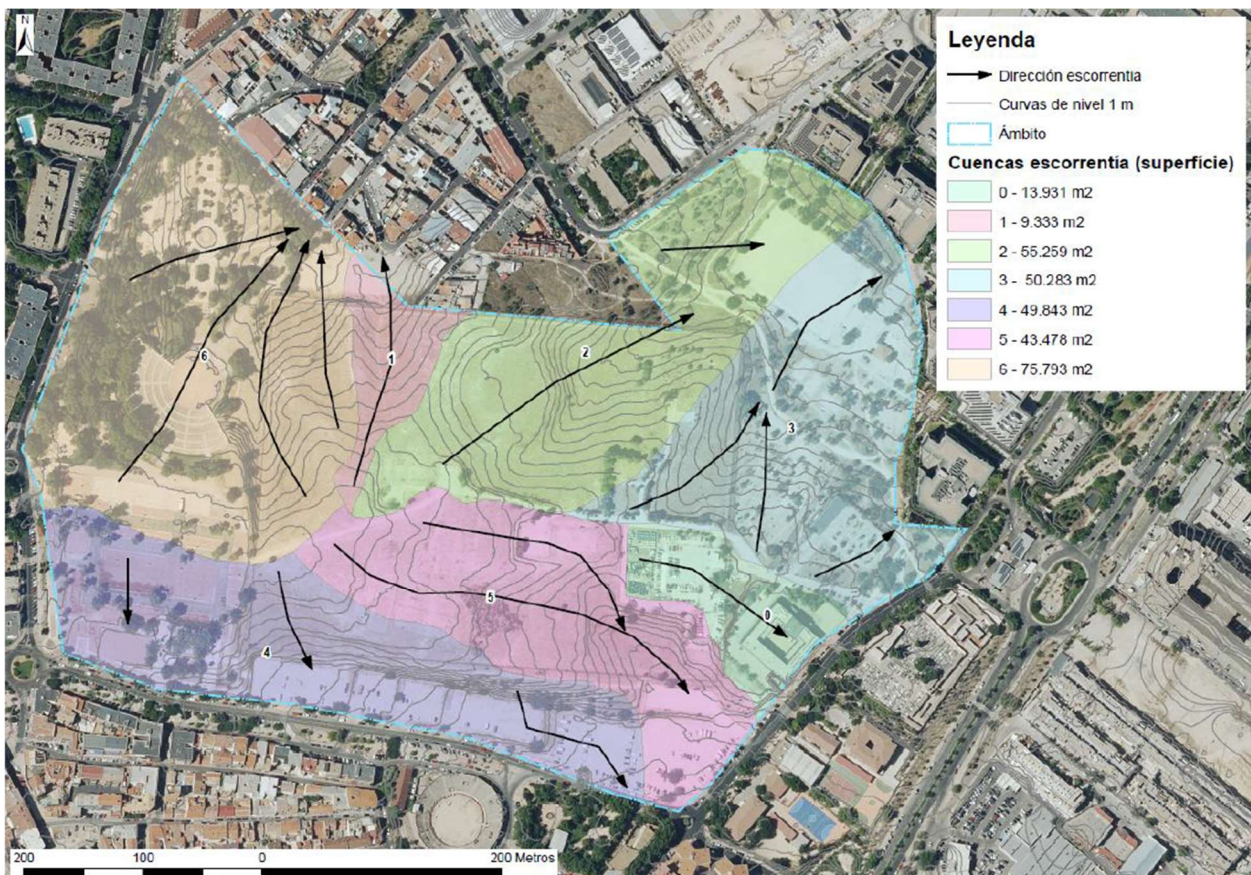 N
Leyenda
Dirección escorrentía
Curvas de nivel 1 m
Ámbito
Cuencas escorrentía (superficie)
0 - 13.931 m2
1 - 9.333 m2
2 - 55.259 m2
3 - 50.283 m2
4 - 49.843 m2
5 - 43.478 m2
6 - 75.793 m2
6
1
2
3
5
0
4
200 100 0 200 Metros